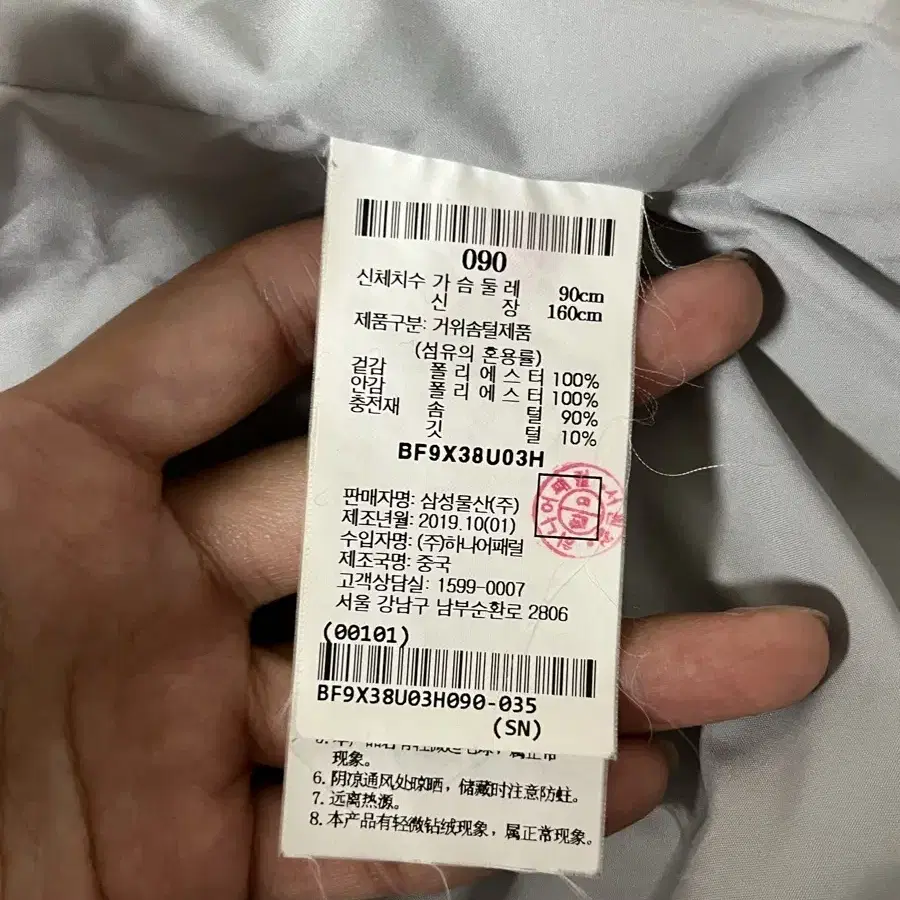 090
신체치수 가 슴 둘 레 90cm
신 장 160cm
제품구분: 거위솜털제품
(섬유의 혼용률)
겉감 폴 리 에 스 터 100%
안감 폴 리 에 스 터 100%
충전재 솜 털 90%
깃 털 10%
BF9X38U03H
판매자명: 삼성물산(주)
제조년월: 2019.10(01)
수입자명: (주)하나어패럴
제조국명: 중국
고객상담실: 1599-0007
서울 강남구 남부순환로 2806
(00101)
BF9X38U03H090-035
(SN)
属正常
现象。
6. 阴凉通风处晾晒，储藏时注意防蛀。
7. 远离热源。
8. 本产品有轻微钻绒现象，属正常现象。